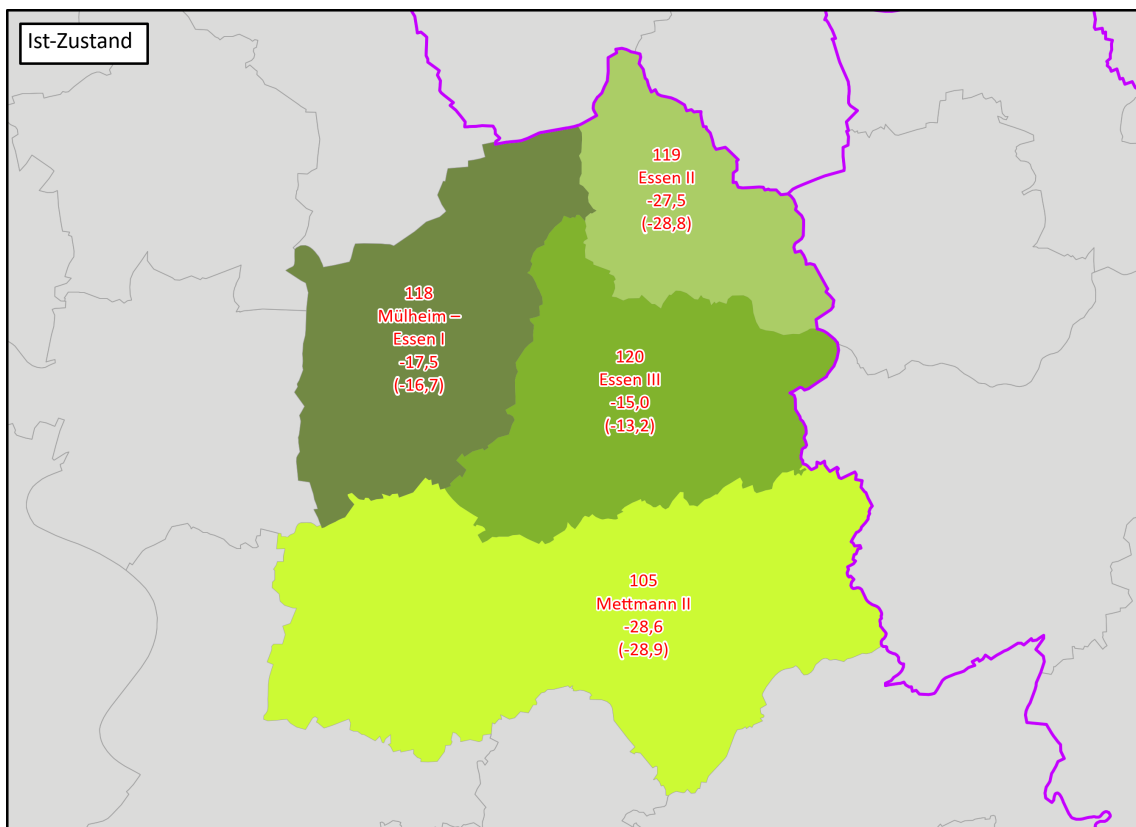 Ist-Zustand
119
Essen II
-27,5
(-28,8)
118
Mülheim –
Essen I
-17,5
(-16,7)
120
Essen III
-15,0
(-13,2)
105
Mettmann II
-28,6
(-28,9)